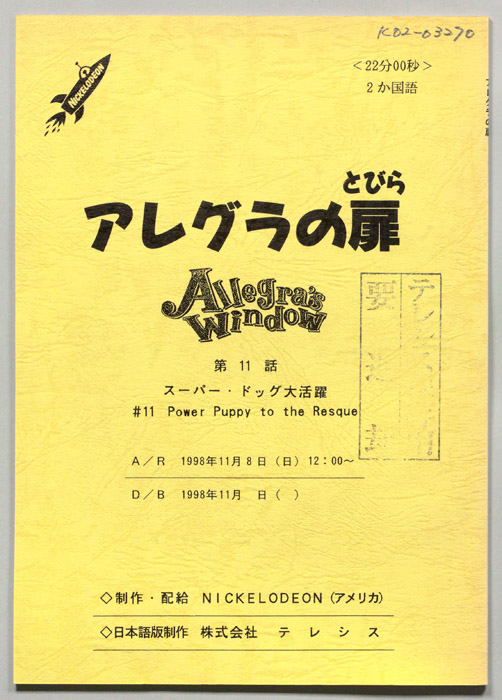 K02-03270
NICKELODEON
<22分00秒>
2か国語
とびら
アレグラの扉
Allegra's
Window
第 11 話
スーパー・ドッグ大活躍
#11 Power Puppy to the Resque
A/R 1998年11月8日(日) 12:00~
D/B 1998年11月 日( )
◇制作・配給 NICKELODEON (アメリカ)
◇日本語版制作 株式会社 テレシス